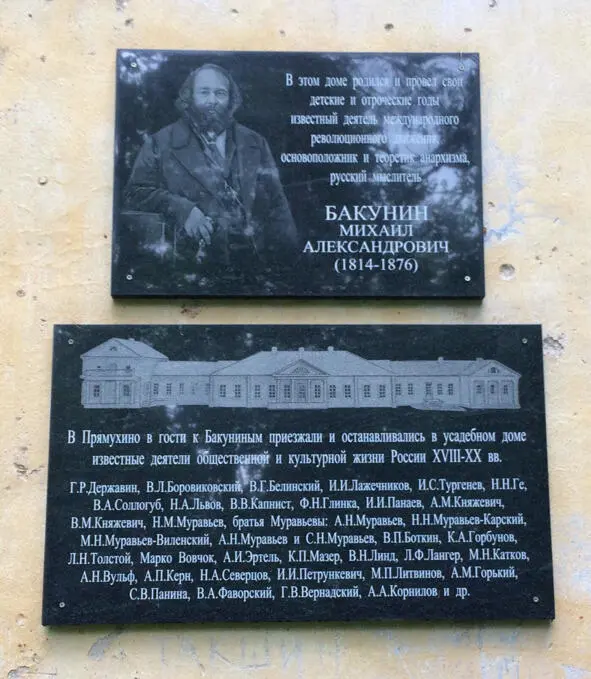 В этом доме родился и провел свои
детские и отроческие годы
известный деятель международного
революционного движения,
основоположник и теоретик анархизма,
русский мыслитель
БАКУНИН
МИХАИЛ
АЛЕКСАНДРОВИЧ
(1814-1876)
В Прямухино в гости к Бакуниным приезжали и останавливались в усадебном доме
известные деятели общественной и культурной жизни России XVIII-XX вв.
Г.Р.Державин, В.Л.Боровиковский, В.Г.Белинский, И.И.Лажечников, И.С.Тургенев, Н.Н.Ге,
В.А.Соллогуб, Н.А.Львов, В.В.Капнист, Ф.Н.Глинка, И.И.Панаев, А.М.Княжевич,
В.М.Княжевич, Н.М.Муравьев, братья Муравьевы: А.Н.Муравьев, Н.Н.Муравьев-Карский,
М.Н.Муравьев-Виленский, А.Н.Муравьев и С.Н.Муравьев, В.П.Боткин, К.А.Горбунов,
Л.Н.Толстой, Марко Вовчок, А.И.Эртель, К.П.Мазер, В.Н.Линд, Л.Ф.Лангер, М.Н.Катков,
А.Н.Вульф, А.П.Керн, Н.А.Северцов, И.И.Петрункевич, М.П.Литвинов, А.М.Горький,
С.В.Панина, В.А.Фаворский, Г.В.Вернадский, А.А.Корнилов и др.